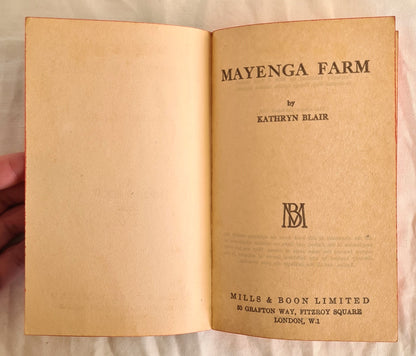 MAYENGA FARM
by
KATHRYN BLAIR
MB
MILLS & BOON LIMITED
50 GRAFTON WAY, FITZROY SQUARE
LONDON, W.1